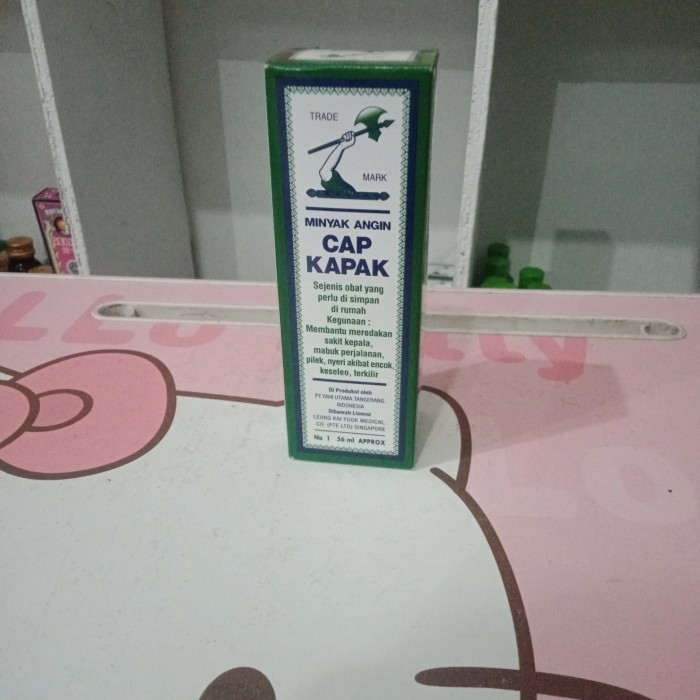 TRADE
MARK
MINYAK ANGIN
CAP
KAPAK
Sejenis obat yang
perlu di simpan
di rumah
Kegunaan :
Membantu meredakan
sakit kepala,
mabuk perjalanan,
pilek, nyeri akibat encok,
keseleo, terkilir
Di Produksi oleh
PT.YAIH UTAMA TANGERANG
INDONESIA
Dibawah Lisensi
LEUNG KAI FOOK MEDICAL
CO. (PTE LTD) SINGAPORE
No 1 56 ml APPROX